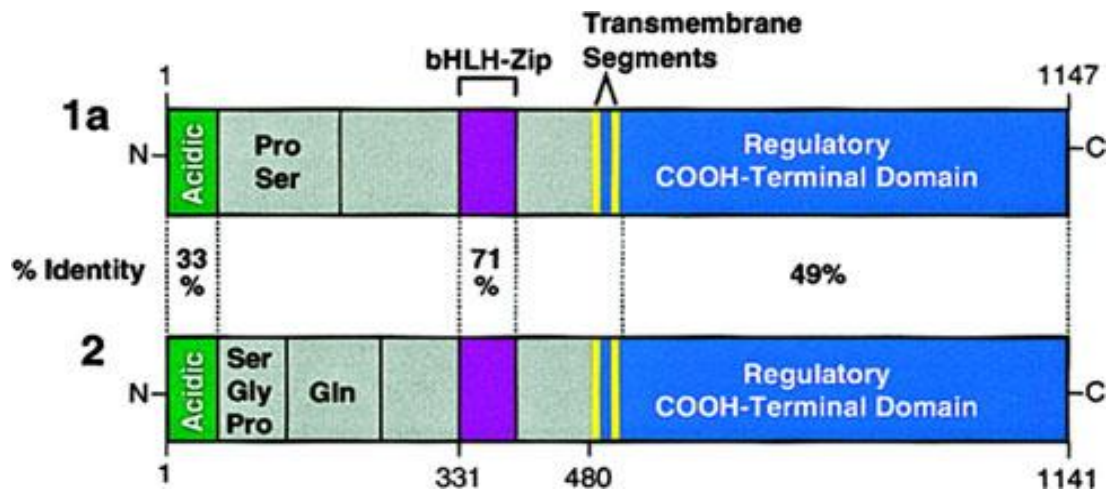 Transmembrane
Segments
bHLH-Zip
1
1147
1a
N
Acidic
Pro
Ser
Regulatory
COOH-Terminal Domain
C
% Identity
33
%
71
%
49%
2
N
Acidic
Ser
Gly
Pro
Gln
Regulatory
COOH-Terminal Domain
C
1
331
480
1141